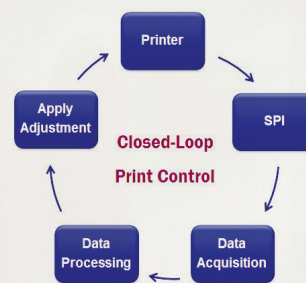 Printer
SPI
Data
Acquisition
Data
Processing
Apply
Adjustment
Closed-Loop
Print Control